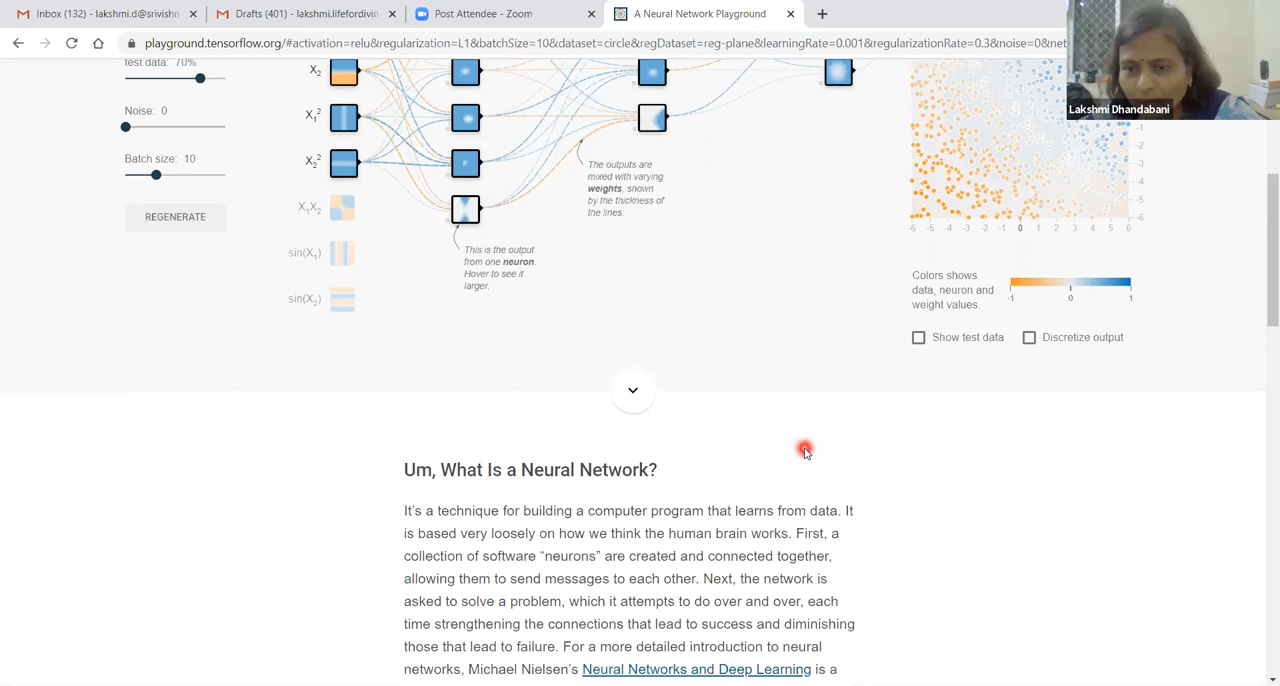 Inbox (132) - lakshmi.d@srivishn
Drafts (401) - lakshmi.lifefordivin
Post Attendee - Zoom
A Neural Network Playground
playground.tensorflow.org/#activation=relu&regularization=L1&batchSize=10&dataset=circle&regDataset=reg-plane&learningRate=0.001&regularizationRate=0.3&noise=0&net
Lakshmi Dhandabani
test data: 70%
Noise: 0
Batch size: 10
REGENERATE
X2
X1²
X2²
X1X2
sin(X1)
sin(X2)
The outputs are
mixed with varying
weights, shown
by the thickness of
the lines.
This is the output
from one neuron.
Hover to see it
larger.
-1
-2
-3
-4
-5
-6
-6 -5 -4 -3 -2 -1 0 1 2 3 4 5 6
Colors shows
data, neuron and
weight values.
-1 0 1
Show test data
Discretize output
Um, What Is a Neural Network?
It’s a technique for building a computer program that learns from data. It
is based very loosely on how we think the human brain works. First, a
collection of software “neurons” are created and connected together,
allowing them to send messages to each other. Next, the network is
asked to solve a problem, which it attempts to do over and over, each
time strengthening the connections that lead to success and diminishing
those that lead to failure. For a more detailed introduction to neural
networks, Michael Nielsen’s Neural Networks and Deep Learning is a